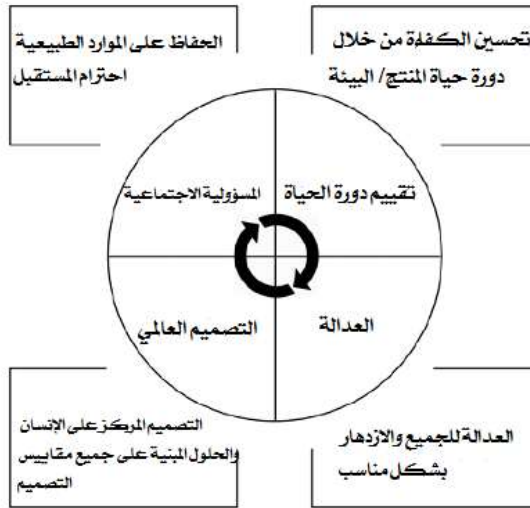 تحسين الكفاءة من خلال
دورة حياة المنتج/ البيئة
الحفاظ على الموارد الطبيعية
احترام المستقبل
تقييم دورة الحياة
المسؤولية الاجتماعية
العدالة
التصميم العالمي
العدالة للجميع والازدهار
بشكل مناسب
التصميم المركز على الإنسان
والحلول المبنية على جميع مقاييس
التصميم